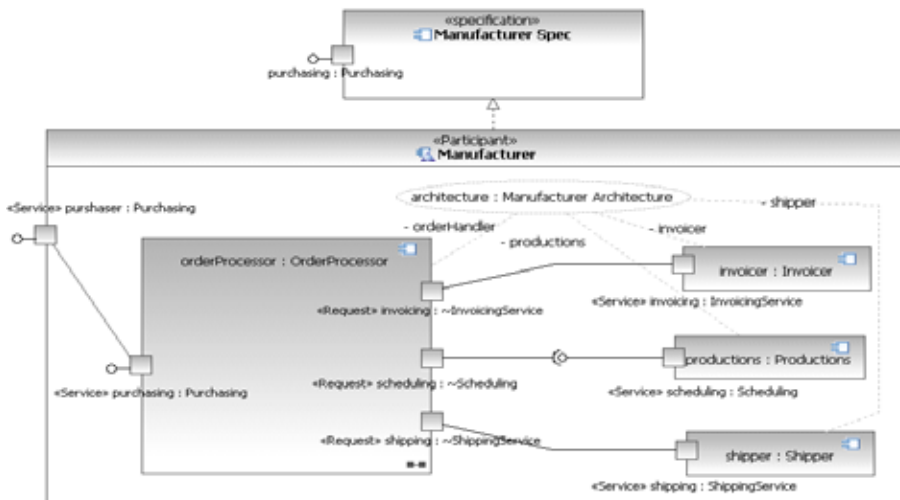 «specification»
Manufacturer Spec
purchasing : Purchasing
«Participant»
Manufacturer
architecture : Manufacturer Architecture
«Service» purshaser : Purchasing
- shipper
- orderHandler
- invoicer
- productions
orderProcessor : OrderProcessor
invoicer : Invoicer
«Request» invoicing : ~InvoicingService
«Service» invoicing : InvoicingService
productions : Productions
«Request» scheduling : ~Scheduling
«Service» purchasing : Purchasing
«Service» scheduling : Scheduling
«Request» shipping : ~ShippingService
shipper : Shipper
«Service» shipping : ShippingService